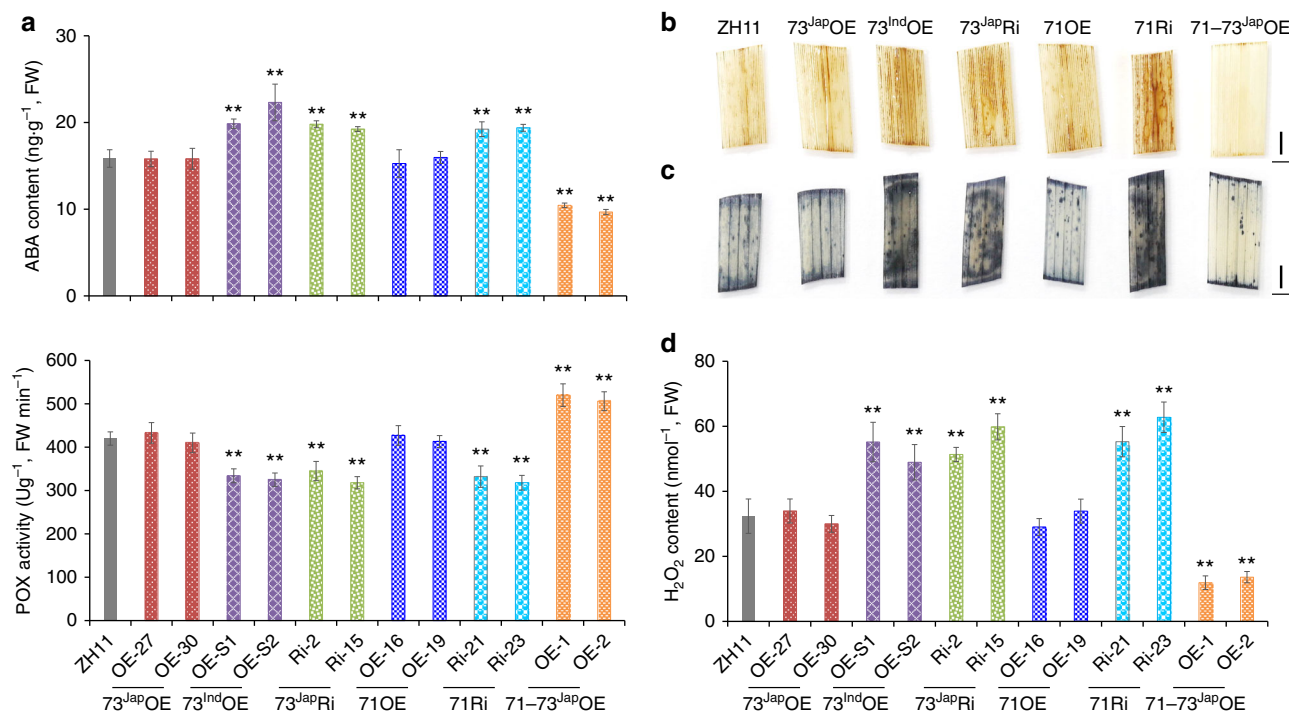 a
30
25
20
15
10
5
0
ABA content (ng·g⁻¹, FW)
** ** ** ** ** ** ** **
b
ZH11 73ᴶᵃᵖOE 73ᴵⁿᵈOE 73ᴶᵃᵖRi 71OE 71Ri 71–73ᴶᵃᵖOE
c
600
500
400
300
200
100
0
POX activity (Ug⁻¹, FW min⁻¹)
** ** ** ** ** ** ** **
ZH11 OE-27 OE-30 OE-S1 OE-S2 Ri-2 Ri-15 OE-16 OE-19 Ri-21 Ri-23 OE-1 OE-2
73ᴶᵃᵖOE 73ᴵⁿᵈOE 73ᴶᵃᵖRi 71OE 71Ri 71–73ᴶᵃᵖOE
d
80
60
40
20
0
H₂O₂ content (nmol⁻¹, FW)
** ** ** ** ** ** ** **
ZH11 OE-27 OE-30 OE-S1 OE-S2 Ri-2 Ri-15 OE-16 OE-19 Ri-21 Ri-23 OE-1 OE-2
73ᴶᵃᵖOE 73ᴵⁿᵈOE 73ᴶᵃᵖRi 71OE 71Ri 71–73ᴶᵃᵖOE